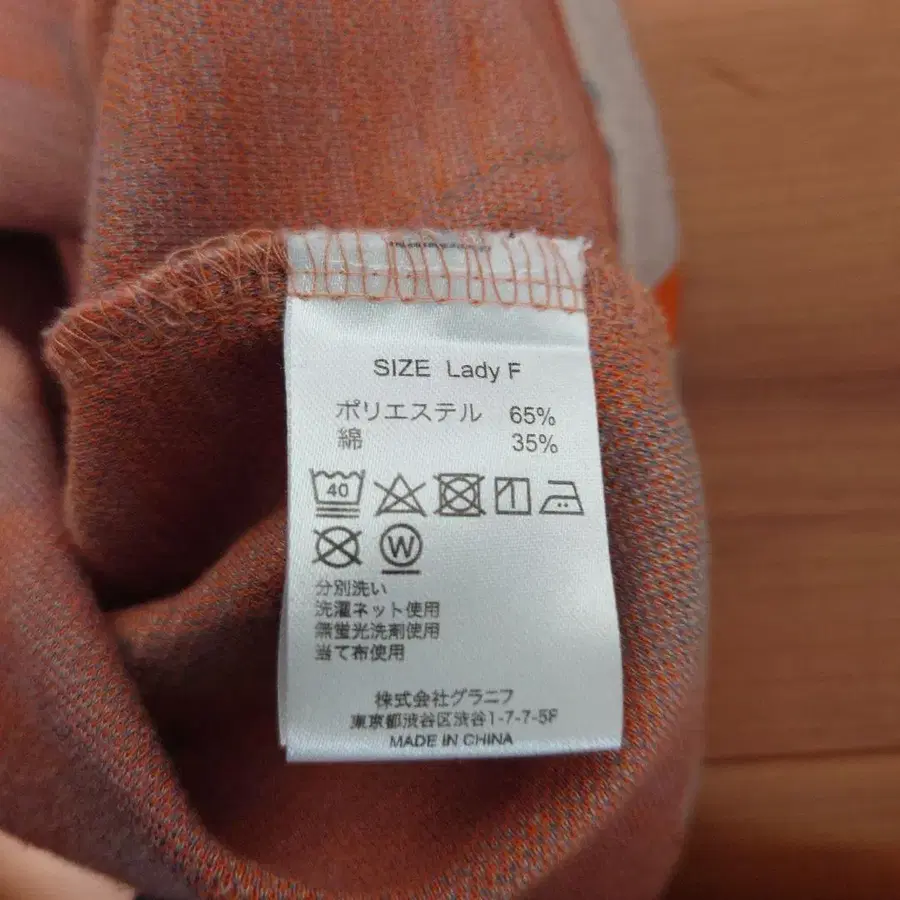 SIZE Lady F
ポリエステル 65%
綿 35%
40
W
分別洗い
洗濯ネット使用
無蛍光洗剤使用
当て布使用
株式会社グラニフ
東京都渋谷区渋谷1-7-7-5F
MADE IN CHINA